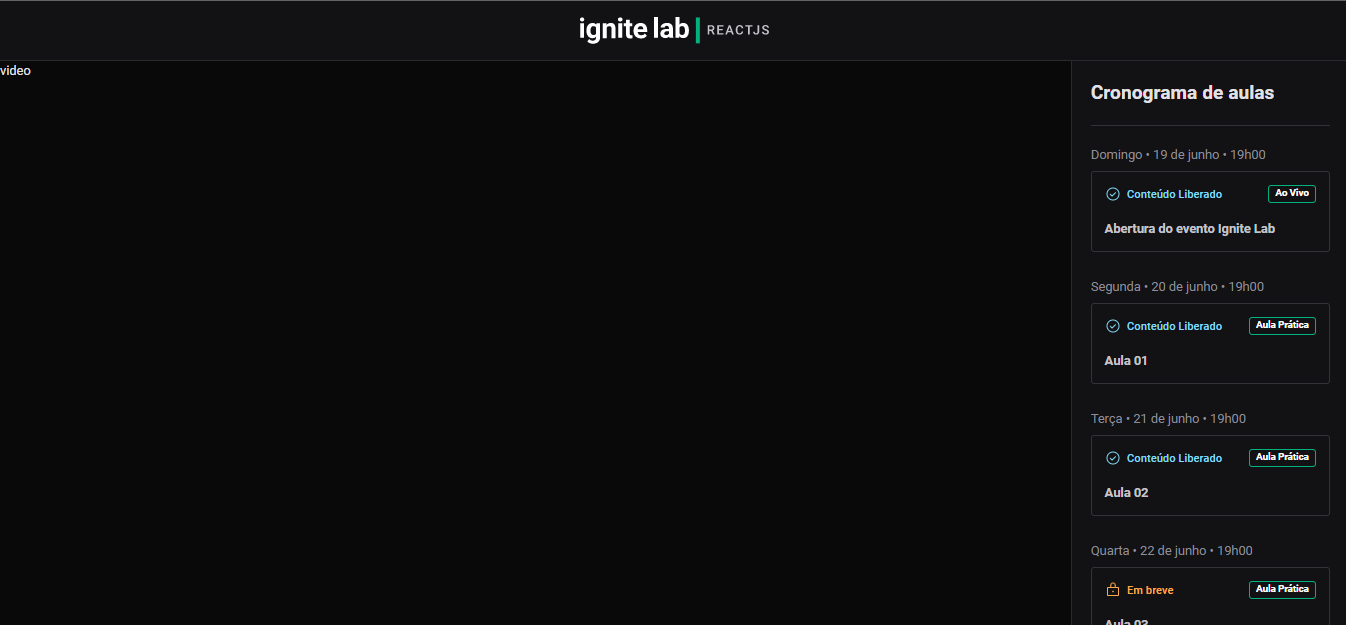 ignite lab | REACTJS
video
Cronograma de aulas
Domingo • 19 de junho • 19h00
Conteúdo Liberado Ao Vivo
Abertura do evento Ignite Lab
Segunda • 20 de junho • 19h00
Conteúdo Liberado Aula Prática
Aula 01
Terça • 21 de junho • 19h00
Conteúdo Liberado Aula Prática
Aula 02
Quarta • 22 de junho • 19h00
Em breve Aula Prática
Aula 03